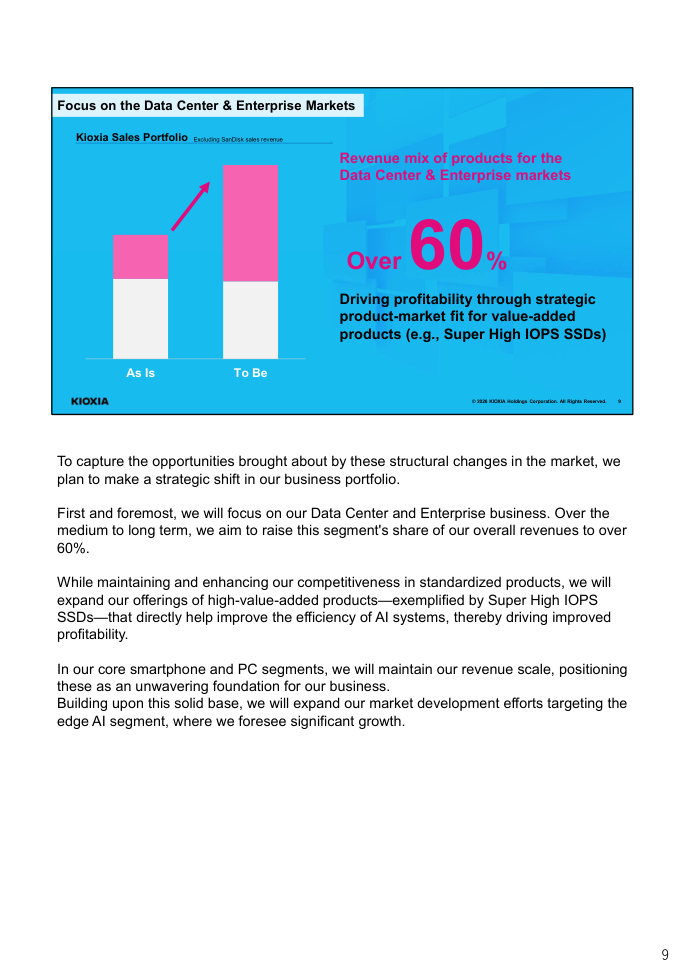 Focus on the Data Center & Enterprise Markets
Kioxia Sales Portfolio Excluding SanDisk sales revenue
Revenue mix of products for the
Data Center & Enterprise markets
Over 60%
Driving profitability through strategic
product-market fit for value-added
products (e.g., Super High IOPS SSDs)
As Is
To Be
KIOXIA
© 2026 KIOXIA Holdings Corporation. All Rights Reserved. 9
To capture the opportunities brought about by these structural changes in the market, we
plan to make a strategic shift in our business portfolio.
First and foremost, we will focus on our Data Center and Enterprise business. Over the
medium to long term, we aim to raise this segment's share of our overall revenues to over
60%.
While maintaining and enhancing our competitiveness in standardized products, we will
expand our offerings of high-value-added products—exemplified by Super High IOPS
SSDs—that directly help improve the efficiency of AI systems, thereby driving improved
profitability.
In our core smartphone and PC segments, we will maintain our revenue scale, positioning
these as an unwavering foundation for our business.
Building upon this solid base, we will expand our market development efforts targeting the
edge AI segment, where we foresee significant growth.
9